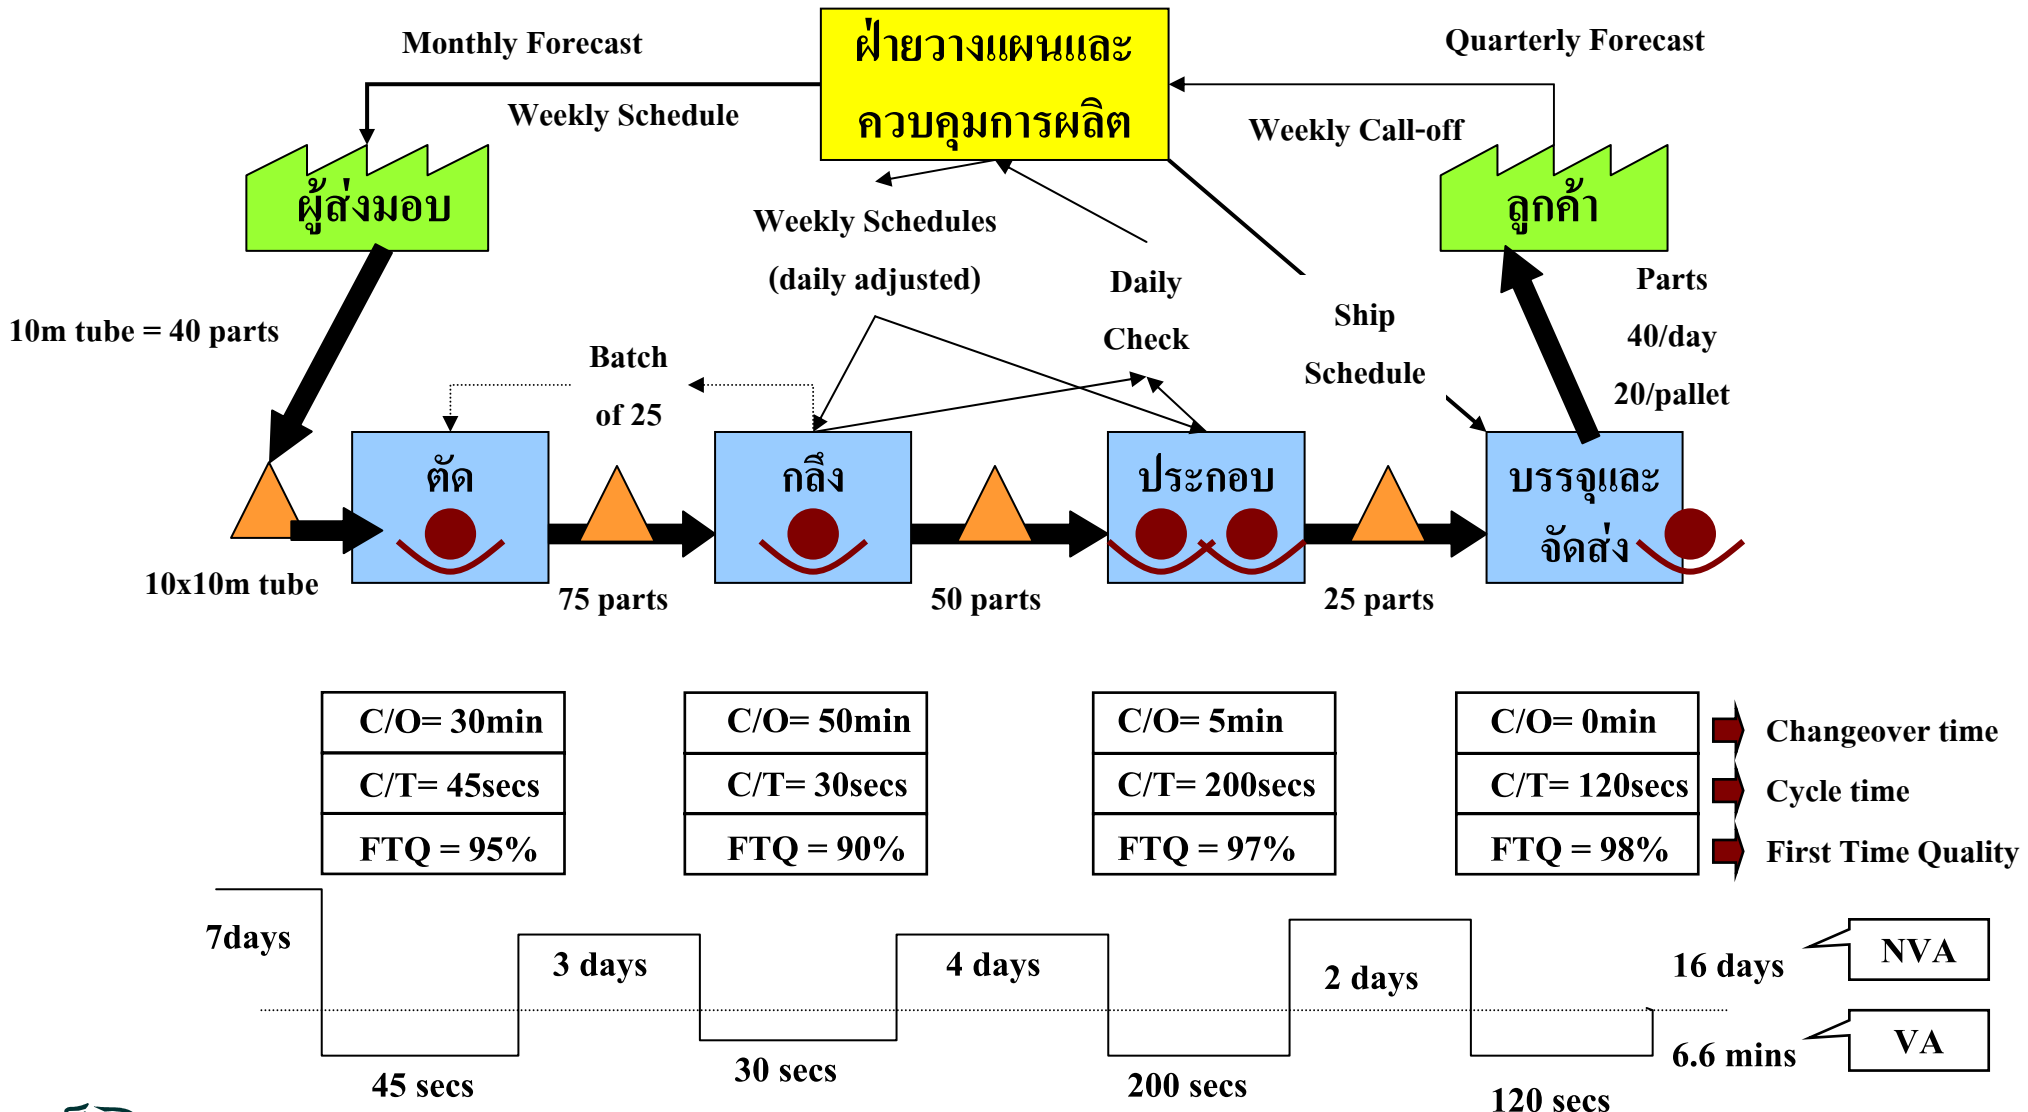 Monthly Forecast
Weekly Schedule
ฝ่ายวางแผนและ
ควบคุมการผลิต
Quarterly Forecast
Weekly Call-off
ผู้ส่งมอบ
ลูกค้า
Weekly Schedules
(daily adjusted)
Daily
Check
Ship
Schedule
Parts
40/day
20/pallet
10m tube = 40 parts
Batch
of 25
ตัด
กลึง
ประกอบ
บรรจุและ
จัดส่ง
10x10m tube
75 parts
50 parts
25 parts
C/O= 30min
C/T= 45secs
FTQ = 95%
C/O= 50min
C/T= 30secs
FTQ = 90%
C/O= 5min
C/T= 200secs
FTQ = 97%
C/O= 0min
C/T= 120secs
FTQ = 98%
Changeover time
Cycle time
First Time Quality
7days
3 days
4 days
2 days
16 days
NVA
45 secs
30 secs
200 secs
120 secs
6.6 mins
VA